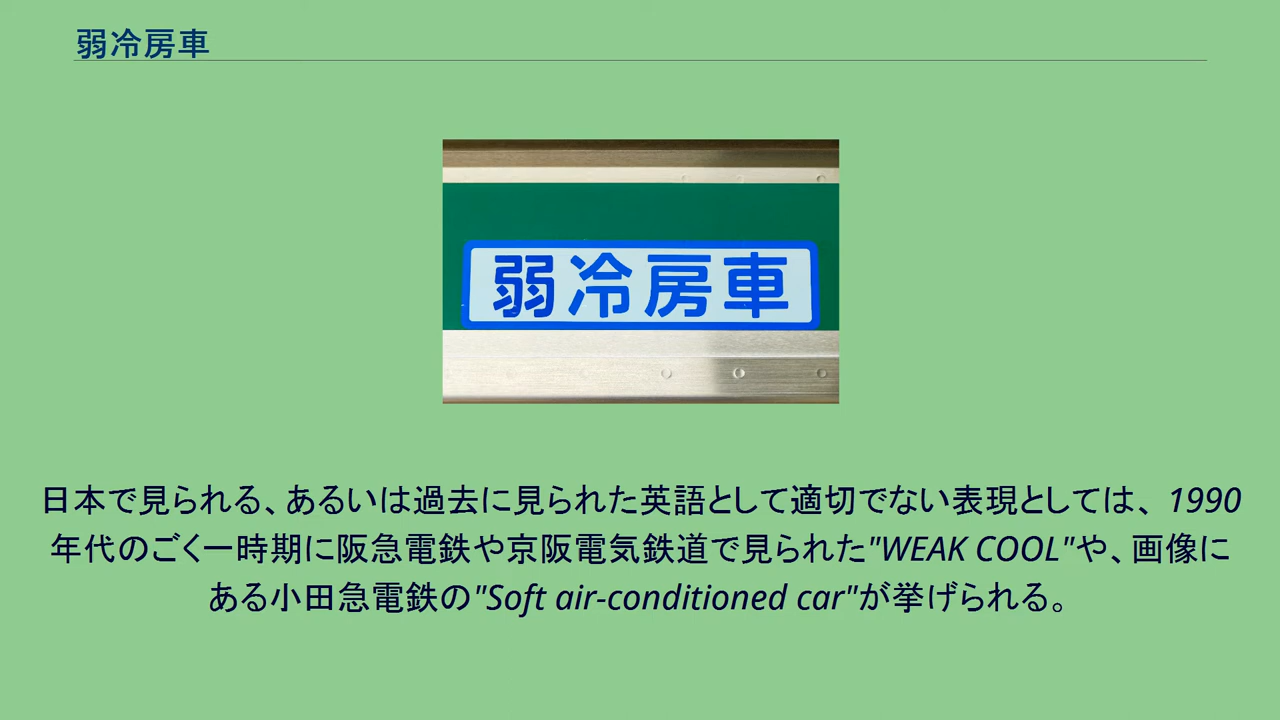 弱冷房車
弱冷房車
日本で見られる、あるいは過去に見られた英語として適切でない表現としては、1990
年代のごく一時期に阪急電鉄や京阪電気鉄道で見られた"WEAK COOL"や、画像に
ある小田急電鉄の"Soft air-conditioned car"が挙げられる。